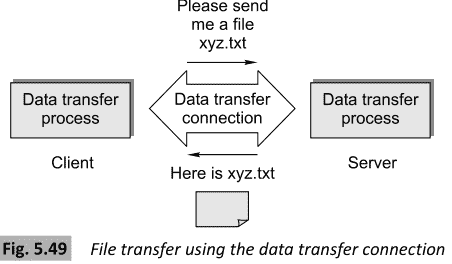 Please send
me a file
xyz.txt
Data transfer
process
Data transfer
connection
Data transfer
process
Client
Server
Here is xyz.txt
Fig. 5.49 File transfer using the data transfer connection